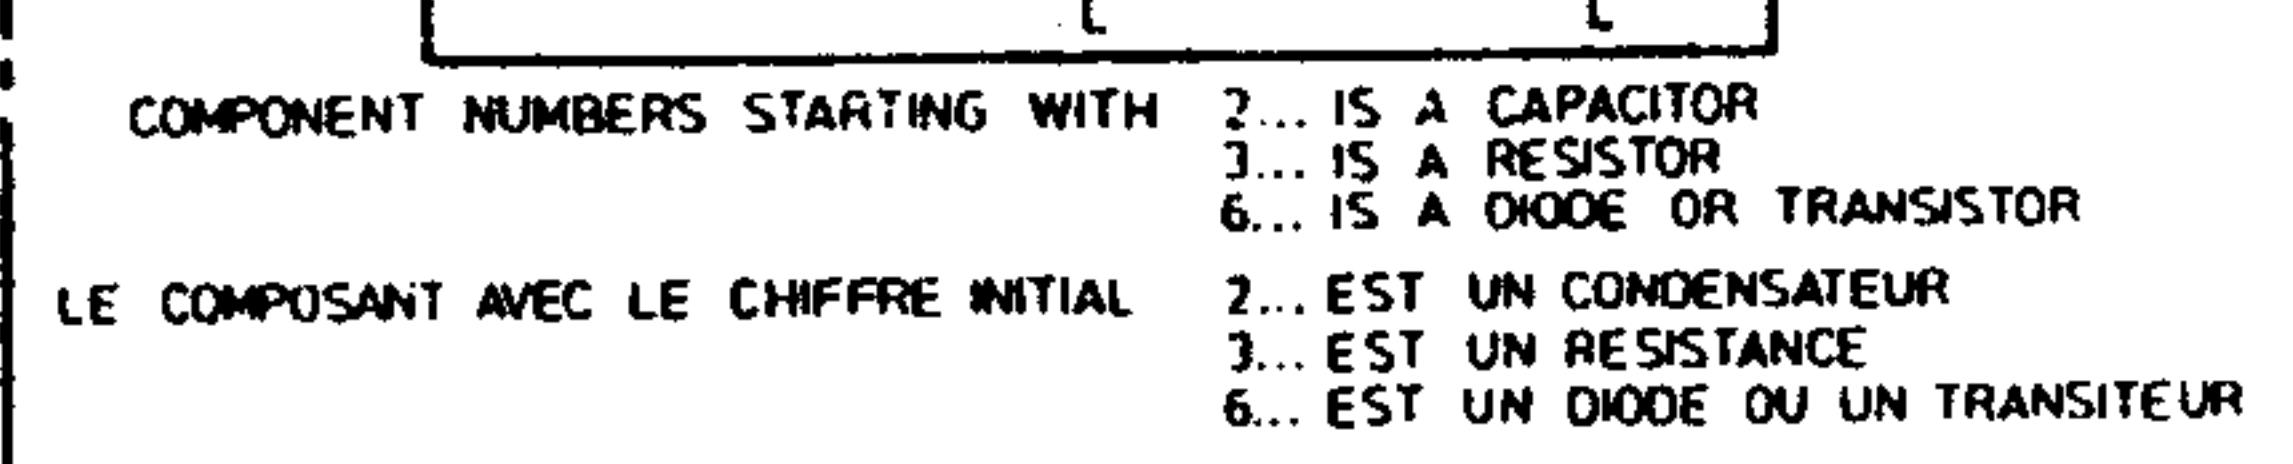 COMPONENT NUMBERS STARTING WITH 2... IS A CAPACITOR
3... IS A RESISTOR
6... IS A DIODE OR TRANSISTOR
LE COMPOSANT AVEC LE CHIFFRE INITIAL 2... EST UN CONDENSATEUR
3... EST UN RESISTANCE
6... EST UN DIODE OU UN TRANSITEUR